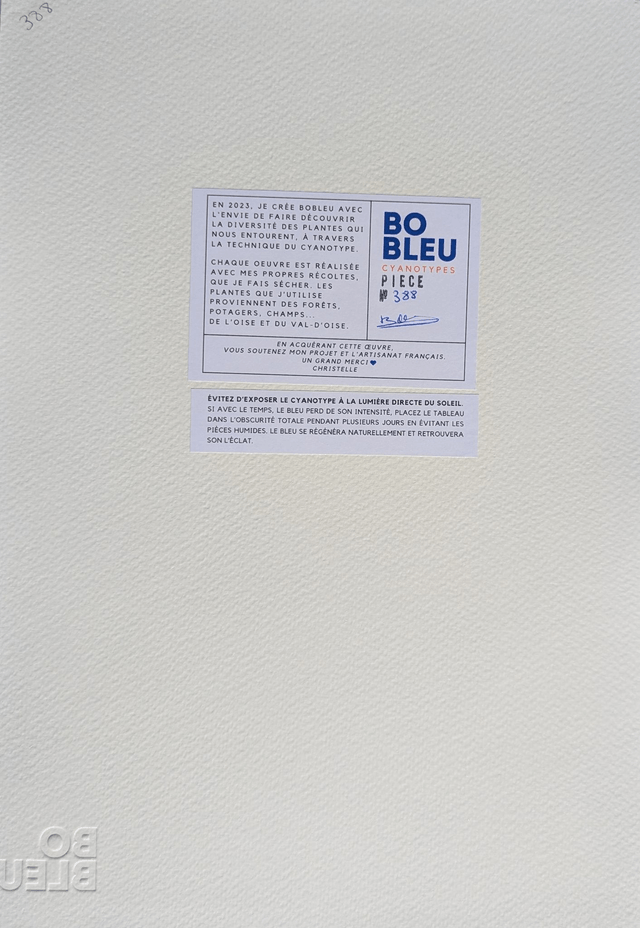 388
EN 2023, JE CRÉE BOBLEU AVEC
L'ENVIE DE FAIRE DÉCOUVRIR
LA DIVERSITÉ DES PLANTES QUI
NOUS ENTOURENT, À TRAVERS
LA TECHNIQUE DU CYANOTYPE.
CHAQUE OEUVRE EST RÉALISÉE
AVEC MES PROPRES RÉCOLTES,
QUE JE FAIS SÉCHER. LES
PLANTES QUE J'UTILISE
PROVIENNENT DES FORÊTS,
POTAGERS, CHAMPS...
DE L'OISE ET DU VAL-D'OISE.
BO
BLEU
CYANOTYPES
PIECE
N° 388
EN ACQUÉRANT CETTE ŒUVRE,
VOUS SOUTENEZ MON PROJET ET L'ARTISANAT FRANÇAIS.
UN GRAND MERCI
CHRISTELLE
ÉVITEZ D'EXPOSER LE CYANOTYPE À LA LUMIÈRE DIRECTE DU SOLEIL.
SI AVEC LE TEMPS, LE BLEU PERD DE SON INTENSITÉ, PLACEZ LE TABLEAU
DANS L'OBSCURITÉ TOTALE PENDANT PLUSIEURS JOURS EN ÉVITANT LES
PIÈCES HUMIDES. LE BLEU SE RÉGÉNÉRA NATURELLEMENT ET RETROUVERA
SON L'ÉCLAT.
BO
BLEU